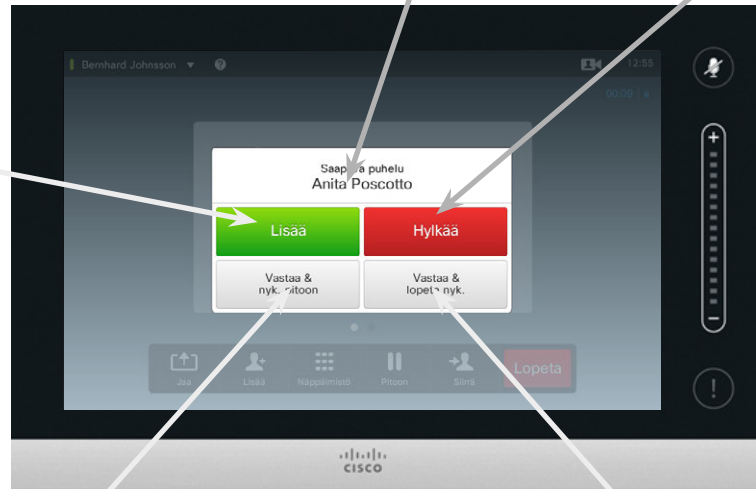 Bernhard Johnsson
?
12:55
00:09
Saapuva puhelu
Anita Poscotto
Lisää
Hylkää
Vastaa &
nyk. pitoon
Vastaa &
lopeta nyk.
Jaa
Lisää
Näppäimistö
Pitoon
Siirrä
Lopeta
+
−
!
CISCO